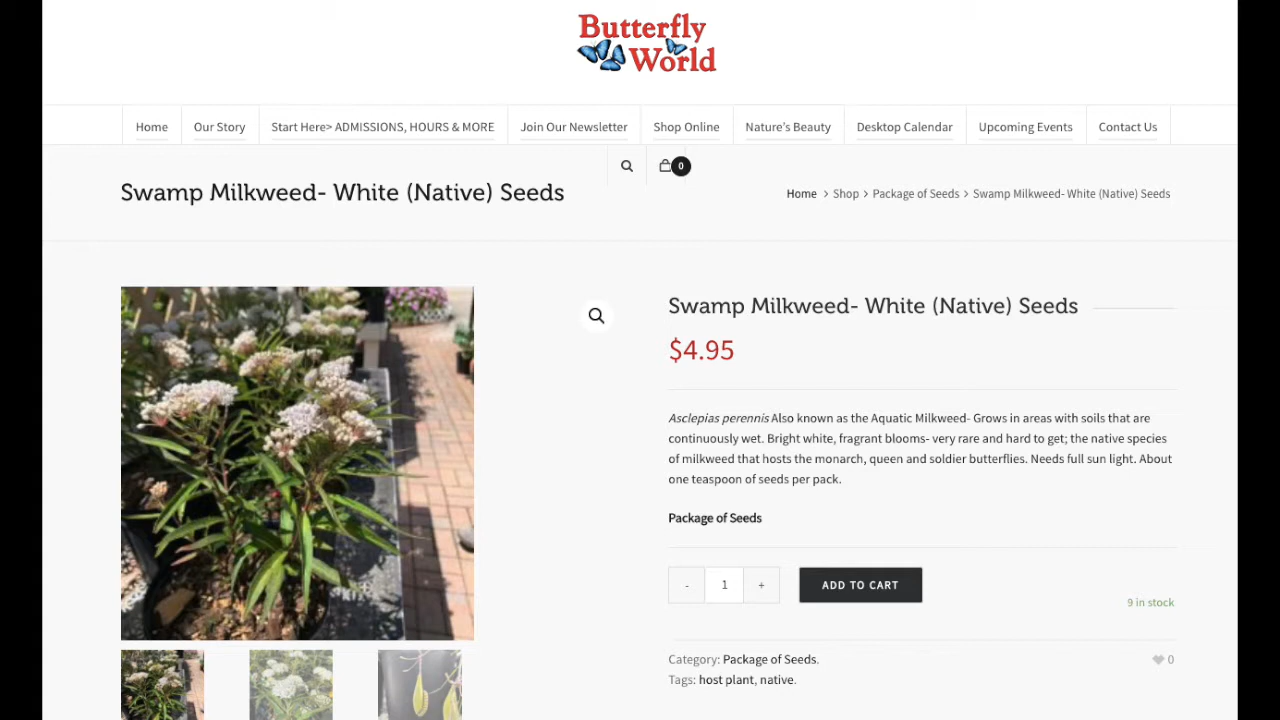 Butterfly
World
Home
Our Story
Start Here> ADMISSIONS, HOURS & MORE
Join Our Newsletter
Shop Online
Nature's Beauty
Desktop Calendar
Upcoming Events
Contact Us
0
Swamp Milkweed- White (Native) Seeds
Home > Shop > Package of Seeds > Swamp Milkweed- White (Native) Seeds
Swamp Milkweed- White (Native) Seeds
$4.95
Asclepias perennis Also known as the Aquatic Milkweed- Grows in areas with soils that are
continuously wet. Bright white, fragrant blooms- very rare and hard to get; the native species
of milkweed that hosts the monarch, queen and soldier butterflies. Needs full sun light. About
one teaspoon of seeds per pack.
Package of Seeds
- 1 +
ADD TO CART
9 in stock
Category: Package of Seeds.
0
Tags: host plant, native.